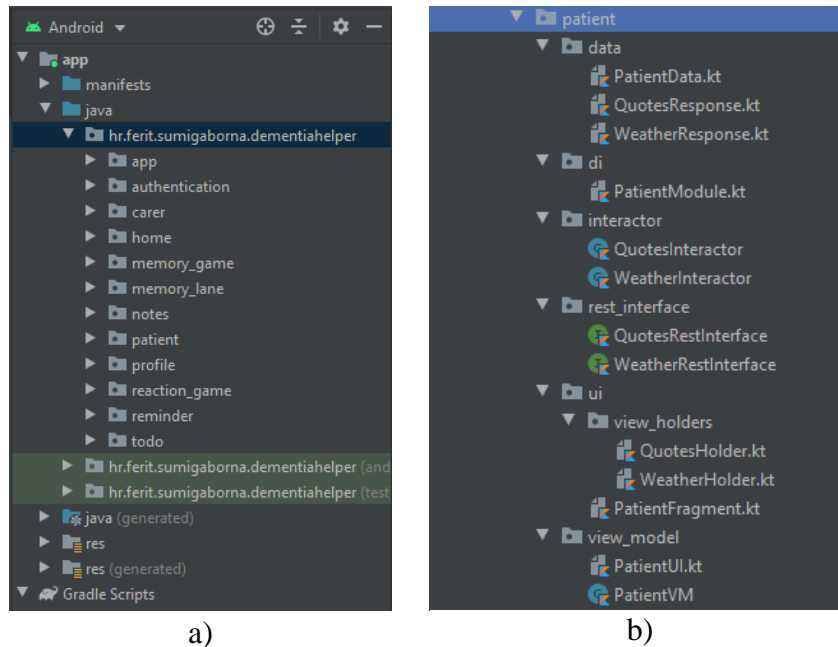 Android
app
manifests
java
hr.ferit.sumigaborna.dementiahelper
app
authentication
carer
home
memory_game
memory_lane
notes
patient
profile
reaction_game
reminder
todo
hr.ferit.sumigaborna.dementiahelper (and
hr.ferit.sumigaborna.dementiahelper (test
java (generated)
res
res (generated)
Gradle Scripts
a)
patient
data
PatientData.kt
QuotesResponse.kt
WeatherResponse.kt
di
PatientModule.kt
interactor
QuotesInteractor
WeatherInteractor
rest_interface
QuotesRestInterface
WeatherRestInterface
ui
view_holders
QuotesHolder.kt
WeatherHolder.kt
PatientFragment.kt
view_model
PatientUI.kt
PatientVM
b)